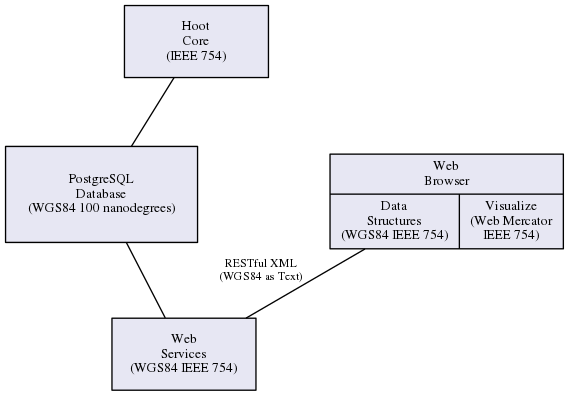 Hoot
Core
(IEEE 754)
PostgreSQL
Database
(WGS84 100 nanodegrees)
Web
Browser
Data
Structures
(WGS84 IEEE 754)
Visualize
(Web Mercator
IEEE 754)
RESTful XML
(WGS84 as Text)
Web
Services
(WGS84 IEEE 754)